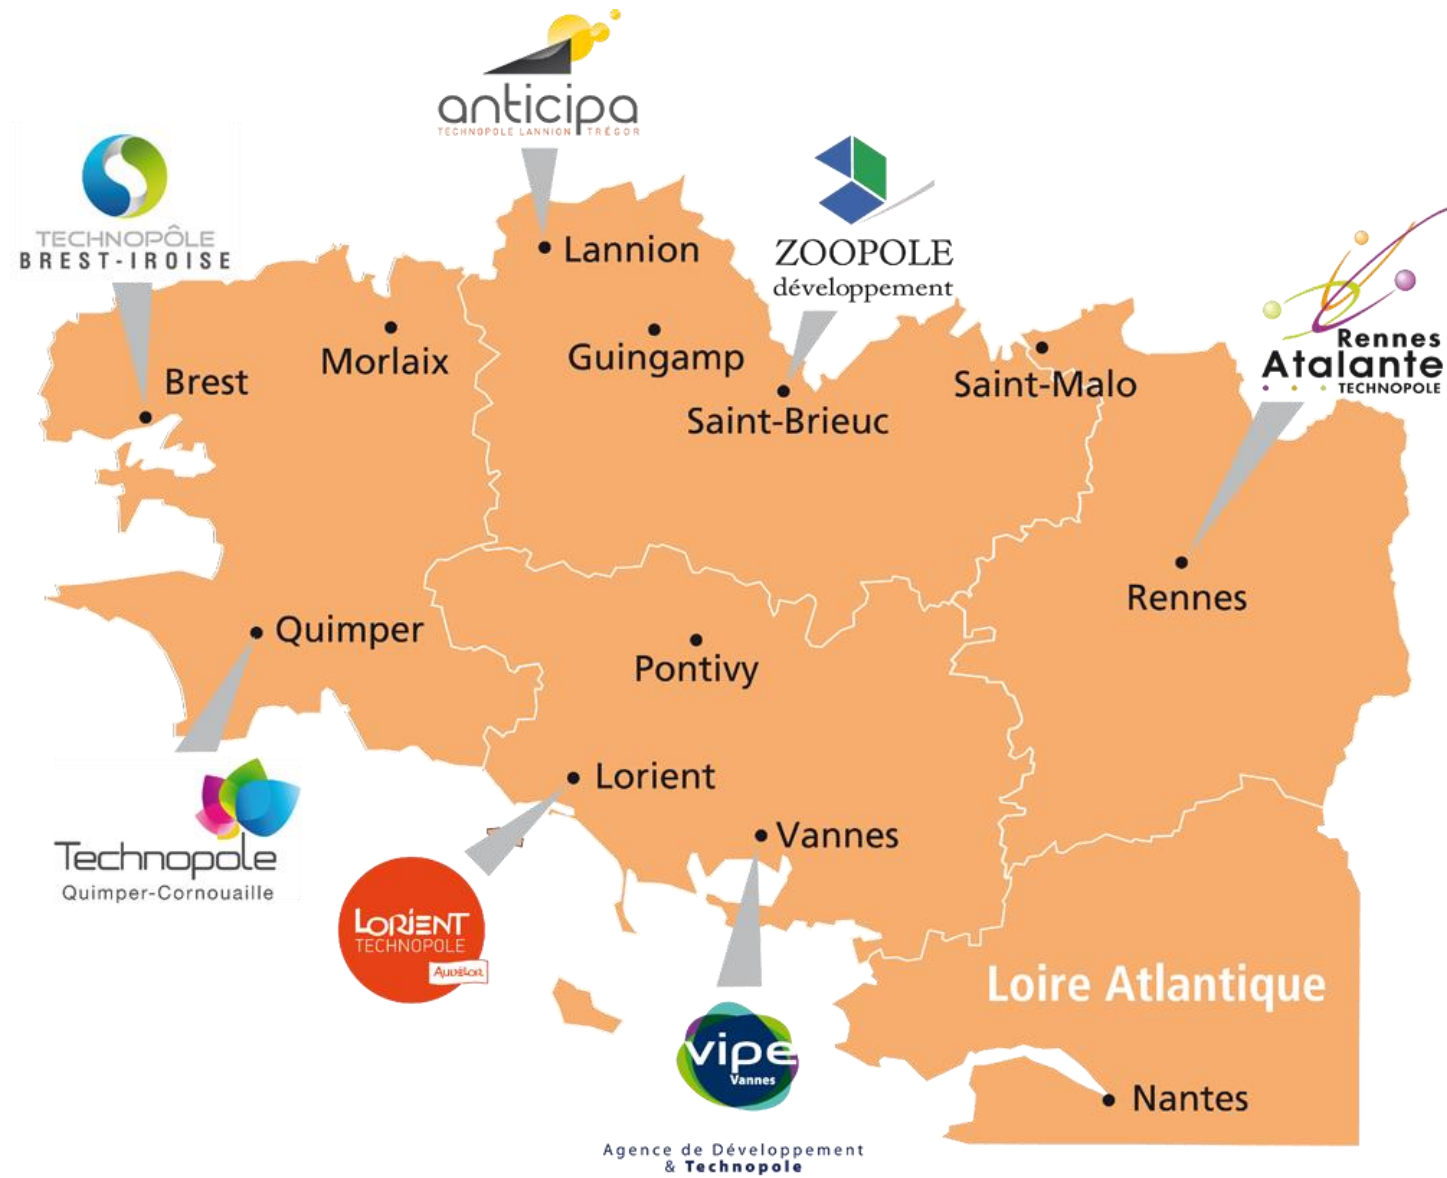 anticipa
TECHNOPOLE LANNION TRÉGOR
TECHNOPÔLE
BREST-IROISE
ZOOPOLE
développement
Rennes
Atalante
TECHNOPOLE
Lannion
Morlaix
Guingamp
Brest
Saint-Malo
Saint-Brieuc
Rennes
Quimper
Pontivy
Lorient
Vannes
Technopole
Quimper-Cornouaille
LORIENT
TECHNOPOLE
AUDÉLOR
Loire Atlantique
vipe
Vannes
Nantes
Agence de Développement
& Technopole